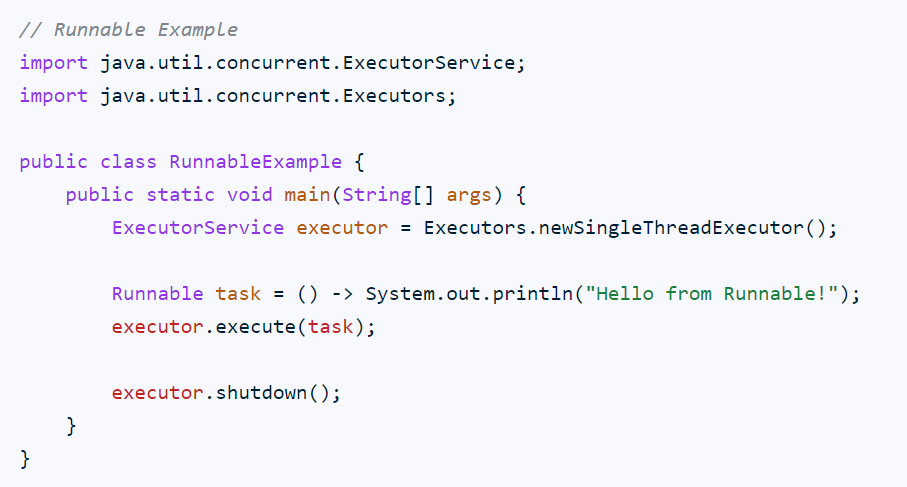 // Runnable Example
import java.util.concurrent.ExecutorService;
import java.util.concurrent.Executors;

public class RunnableExample {
    public static void main(String[] args) {
        ExecutorService executor = Executors.newSingleThreadExecutor();

        Runnable task = () -> System.out.println("Hello from Runnable!");
        executor.execute(task);

        executor.shutdown();
    }
}